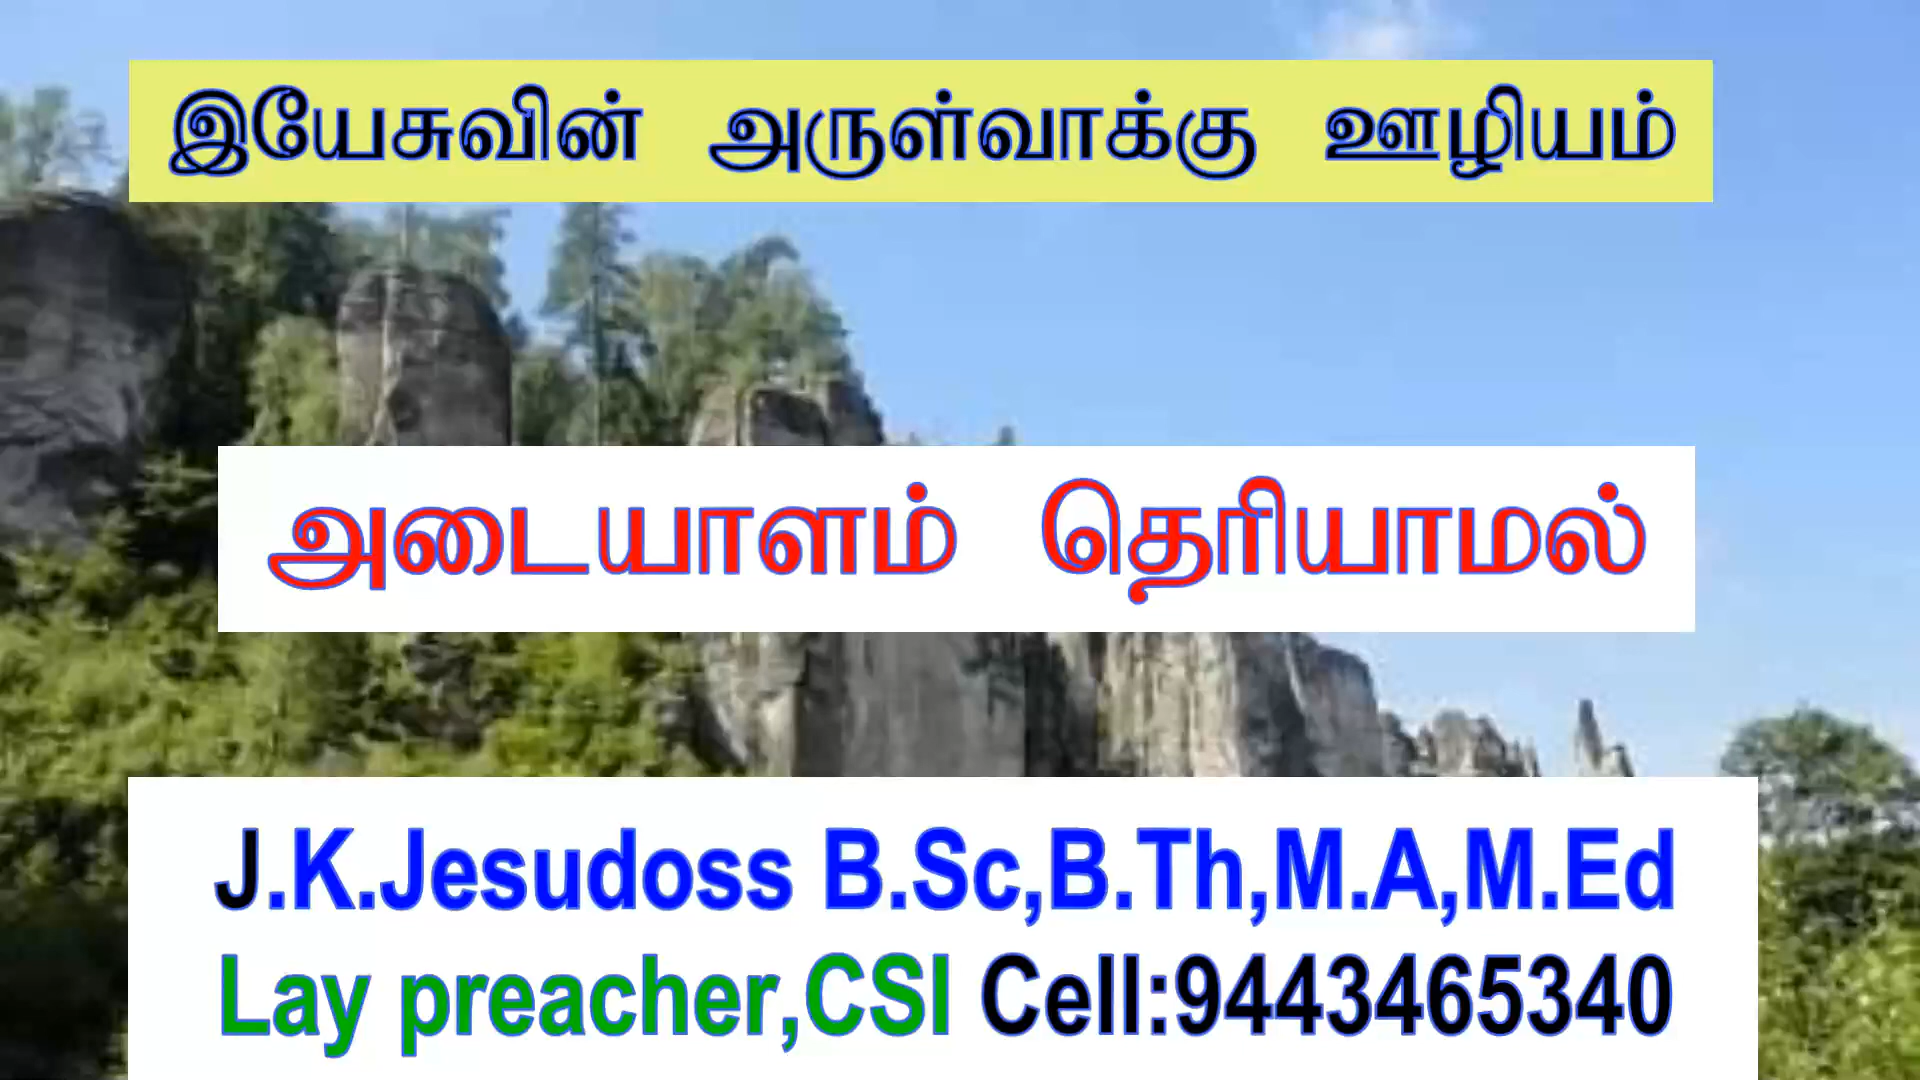 இயேசுவின் அருள்வாக்கு ஊழியம்
அடையாளம் தெரியாமல்
J.K.Jesudoss B.Sc,B.Th,M.A,M.Ed
Lay preacher,CSI Cell:9443465340